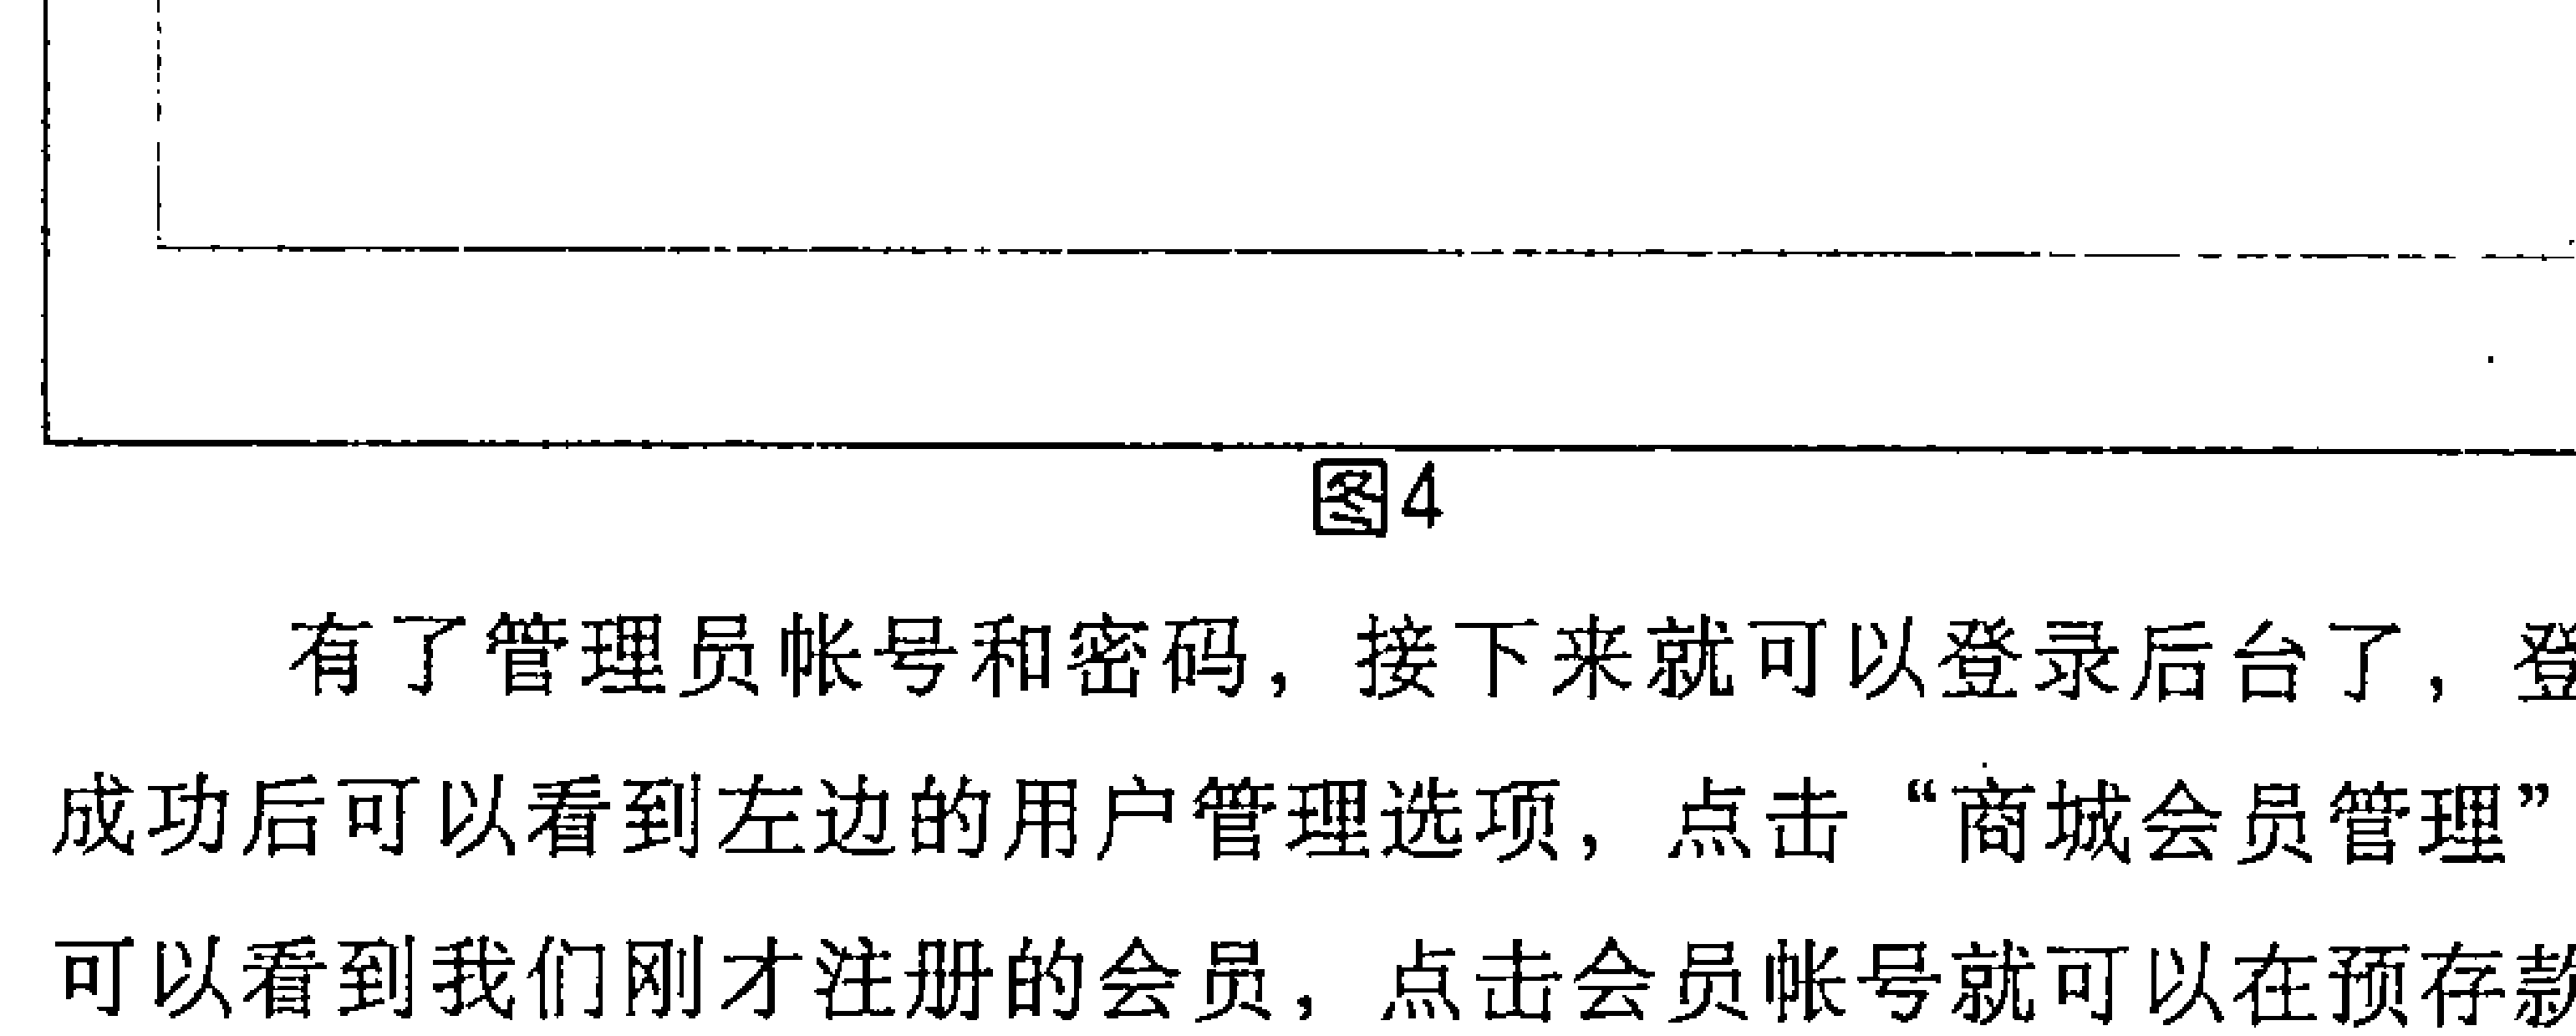 图4
有了管理员帐号和密码，接下来就可以登录后台了，登
成功后可以看到左边的用户管理选项，点击“商城会员管理”
可以看到我们刚才注册的会员，点击会员帐号就可以在预存款